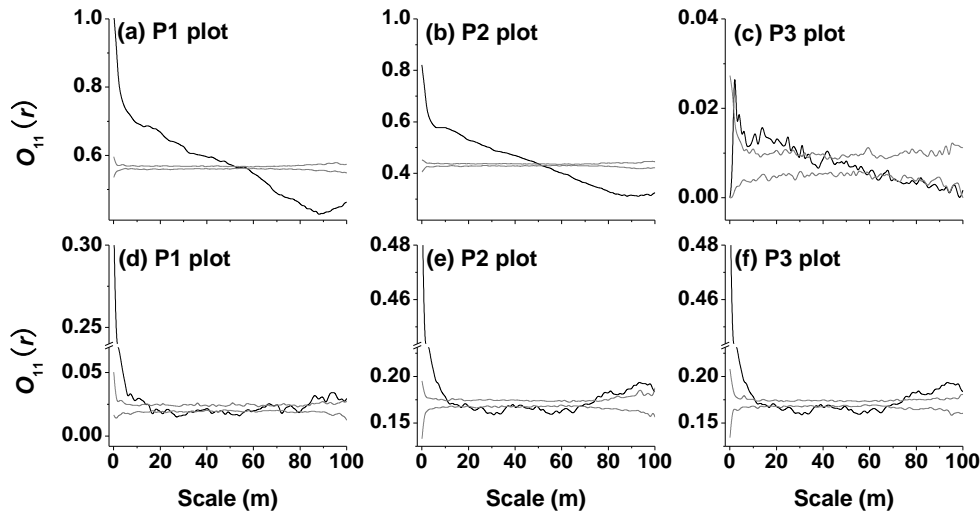 (a) P1 plot
(b) P2 plot
(c) P3 plot
O11 (r)
1.0
0.8
0.6
1.0
0.8
0.6
0.4
0.04
0.02
0.00
(d) P1 plot
(e) P2 plot
(f) P3 plot
O11 (r)
0.30
0.25
0.05
0.00
0.48
0.46
0.20
0.15
0.48
0.46
0.20
0.15
0 20 40 60 80 100
0 20 40 60 80 100
0 20 40 60 80 100
Scale (m)
Scale (m)
Scale (m)